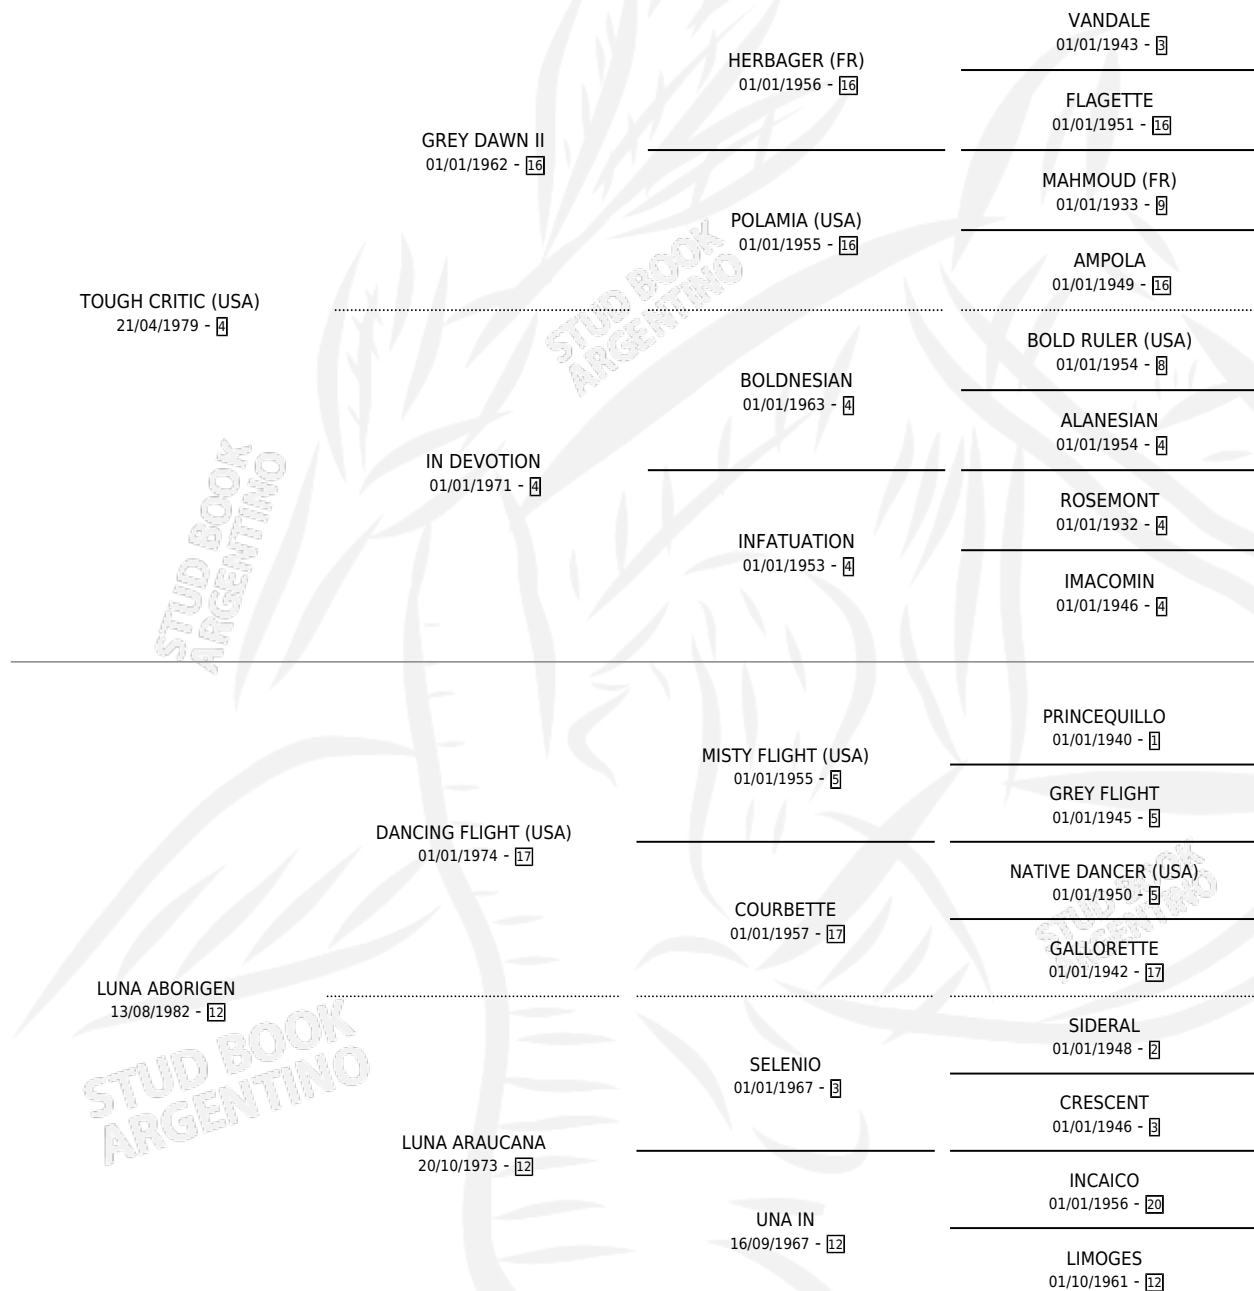 VANDALE
01/01/1943 - 3
HERBAGER (FR)
01/01/1956 - 16
FLAGETTE
01/01/1951 - 16
GREY DAWN II
01/01/1962 - 16
MAHMOUD (FR)
01/01/1933 - 9
POLAMIA (USA)
01/01/1955 - 16
AMPOLA
01/01/1949 - 16
TOUGH CRITIC (USA)
21/04/1979 - 4
STUD BOOK
ARGENTINO
BOLD RULER (USA)
01/01/1954 - 8
BOLDNESIAN
01/01/1963 - 4
ALANESIAN
01/01/1954 - 4
IN DEVOTION
01/01/1971 - 4
ROSEMONT
01/01/1932 - 4
INFATUATION
01/01/1953 - 4
IMACOMIN
01/01/1946 - 4
STUD BOOK
ARGENTINO
PRINCEQUILLO
01/01/1940 - 1
MISTY FLIGHT (USA)
01/01/1955 - 5
GREY FLIGHT
01/01/1945 - 5
DANCING FLIGHT (USA)
01/01/1974 - 17
NATIVE DANCER (USA)
01/01/1950 - 5
STUD BOOK
ARGENTINO
COURBETTE
01/01/1957 - 17
GALLORETTE
01/01/1942 - 17
LUNA ABORIGEN
13/08/1982 - 12
STUD BOOK
ARGENTINO
SIDERAL
01/01/1948 - 2
SELENIO
01/01/1967 - 3
CRESCENT
01/01/1946 - 3
LUNA ARAUCANA
20/10/1973 - 12
INCAICO
01/01/1956 - 20
UNA IN
16/09/1967 - 12
LIMOGES
01/10/1961 - 12